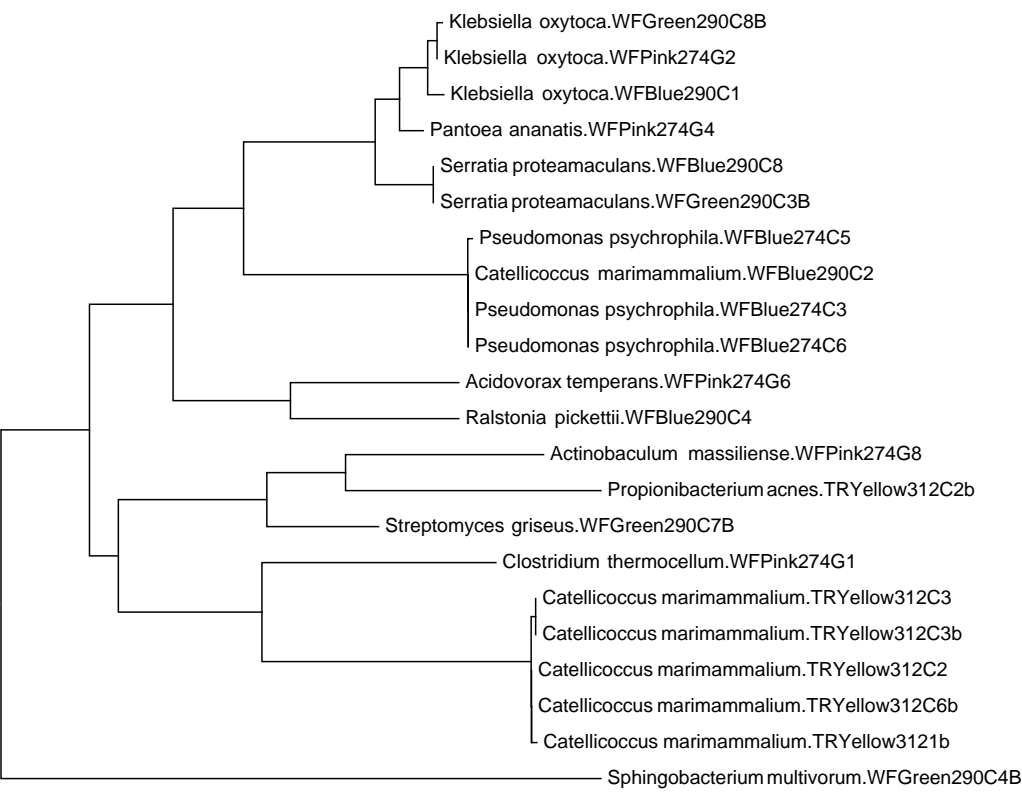 Klebsiella oxytoca.WFGreen290C8B
Klebsiella oxytoca.WFPink274G2
Klebsiella oxytoca.WFBlue290C1
Pantoea ananatis.WFPink274G4
Serratia proteamaculans.WFBlue290C8
Serratia proteamaculans.WFGreen290C3B
Pseudomonas psychrophila.WFBlue274C5
Catellicoccus marimammalium.WFBlue290C2
Pseudomonas psychrophila.WFBlue274C3
Pseudomonas psychrophila.WFBlue274C6
Acidovorax temperans.WFPink274G6
Ralstonia pickettii.WFBlue290C4
Actinobaculum massiliense.WFPink274G8
Propionibacterium acnes.TRYellow312C2b
Streptomyces griseus.WFGreen290C7B
Clostridium thermocellum.WFPink274G1
Catellicoccus marimammalium.TRYellow312C3
Catellicoccus marimammalium.TRYellow312C3b
Catellicoccus marimammalium.TRYellow312C2
Catellicoccus marimammalium.TRYellow312C6b
Catellicoccus marimammalium.TRYellow3121b
Sphingobacterium multivorum.WFGreen290C4B